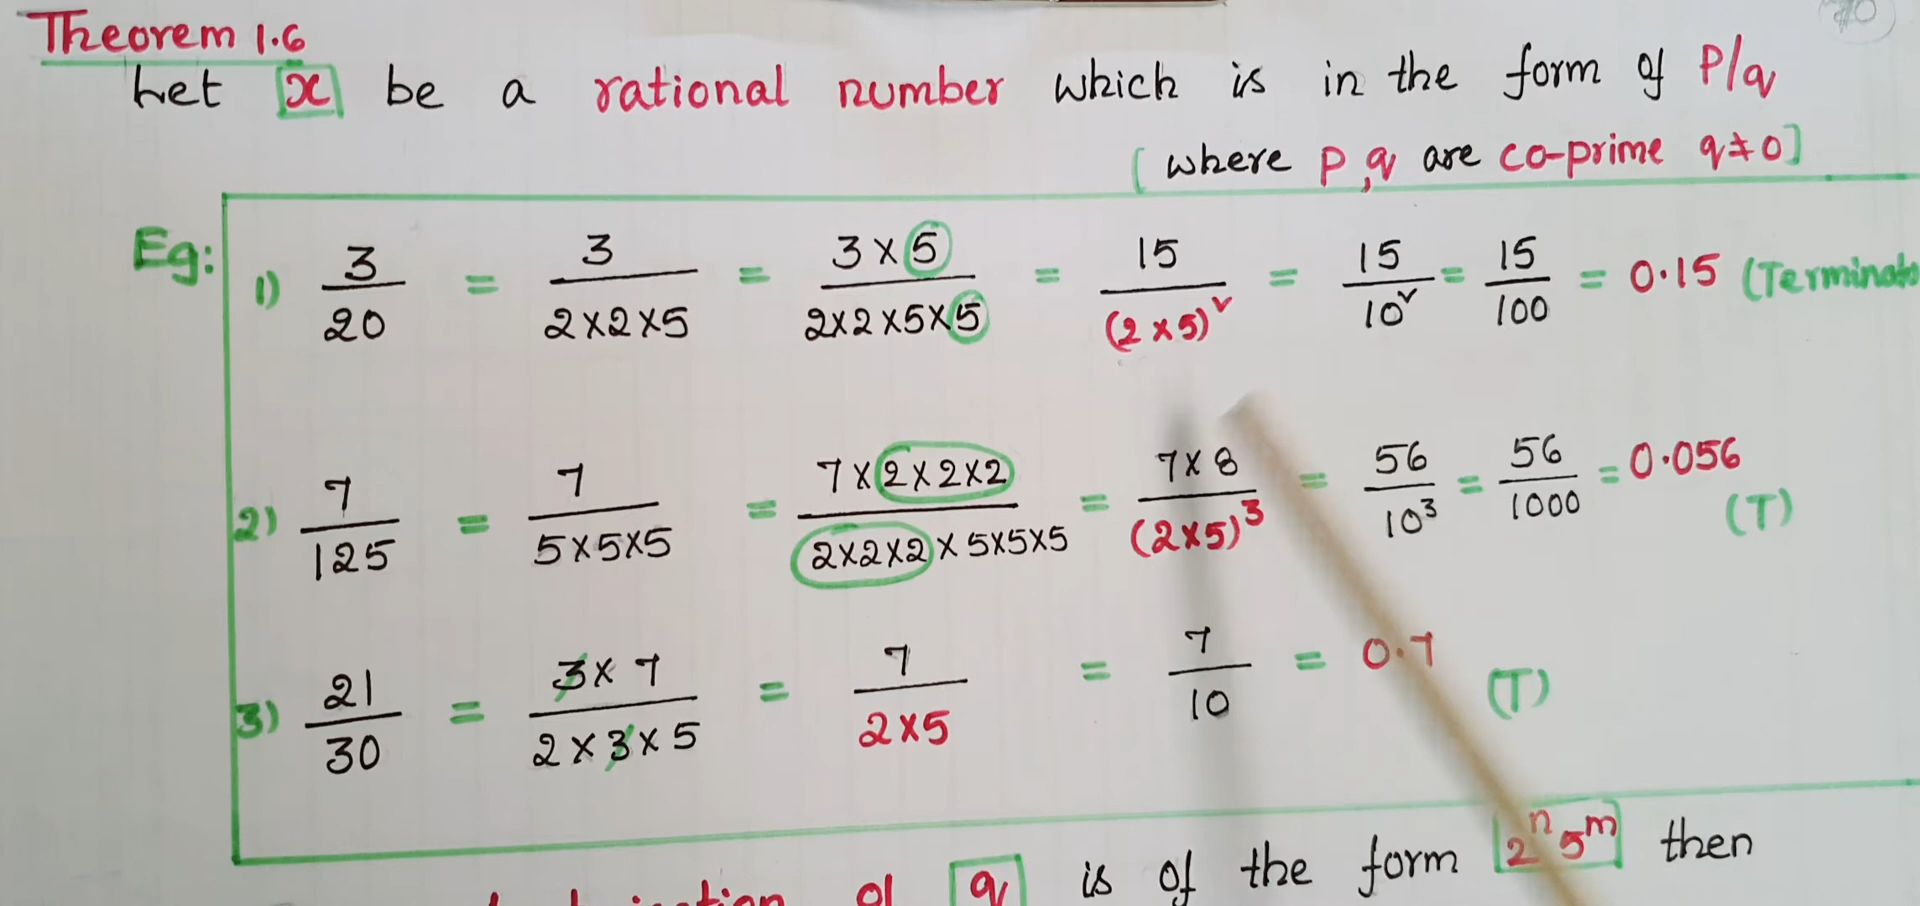 Theorem 1.6
Let x be a rational number which is in the form of P/q
[where p,q are co-prime q≠0]
Eg:
1) 3/20 = 3/(2×2×5) = (3×5)/(2×2×5×5) = 15/(2×5)² = 15/10² = 15/100 = 0.15 (Terminat
2) 7/125 = 7/(5×5×5) = (7×2×2×2)/(2×2×2×5×5×5) = (7×8)/(2×5)³ = 56/10³ = 56/1000 = 0.056 (T)
3) 21/30 = (3×7)/(2×3×5) = 7/(2×5) = 7/10 = 0.7 (T)
of q is of the form 2ⁿ5ᵐ then